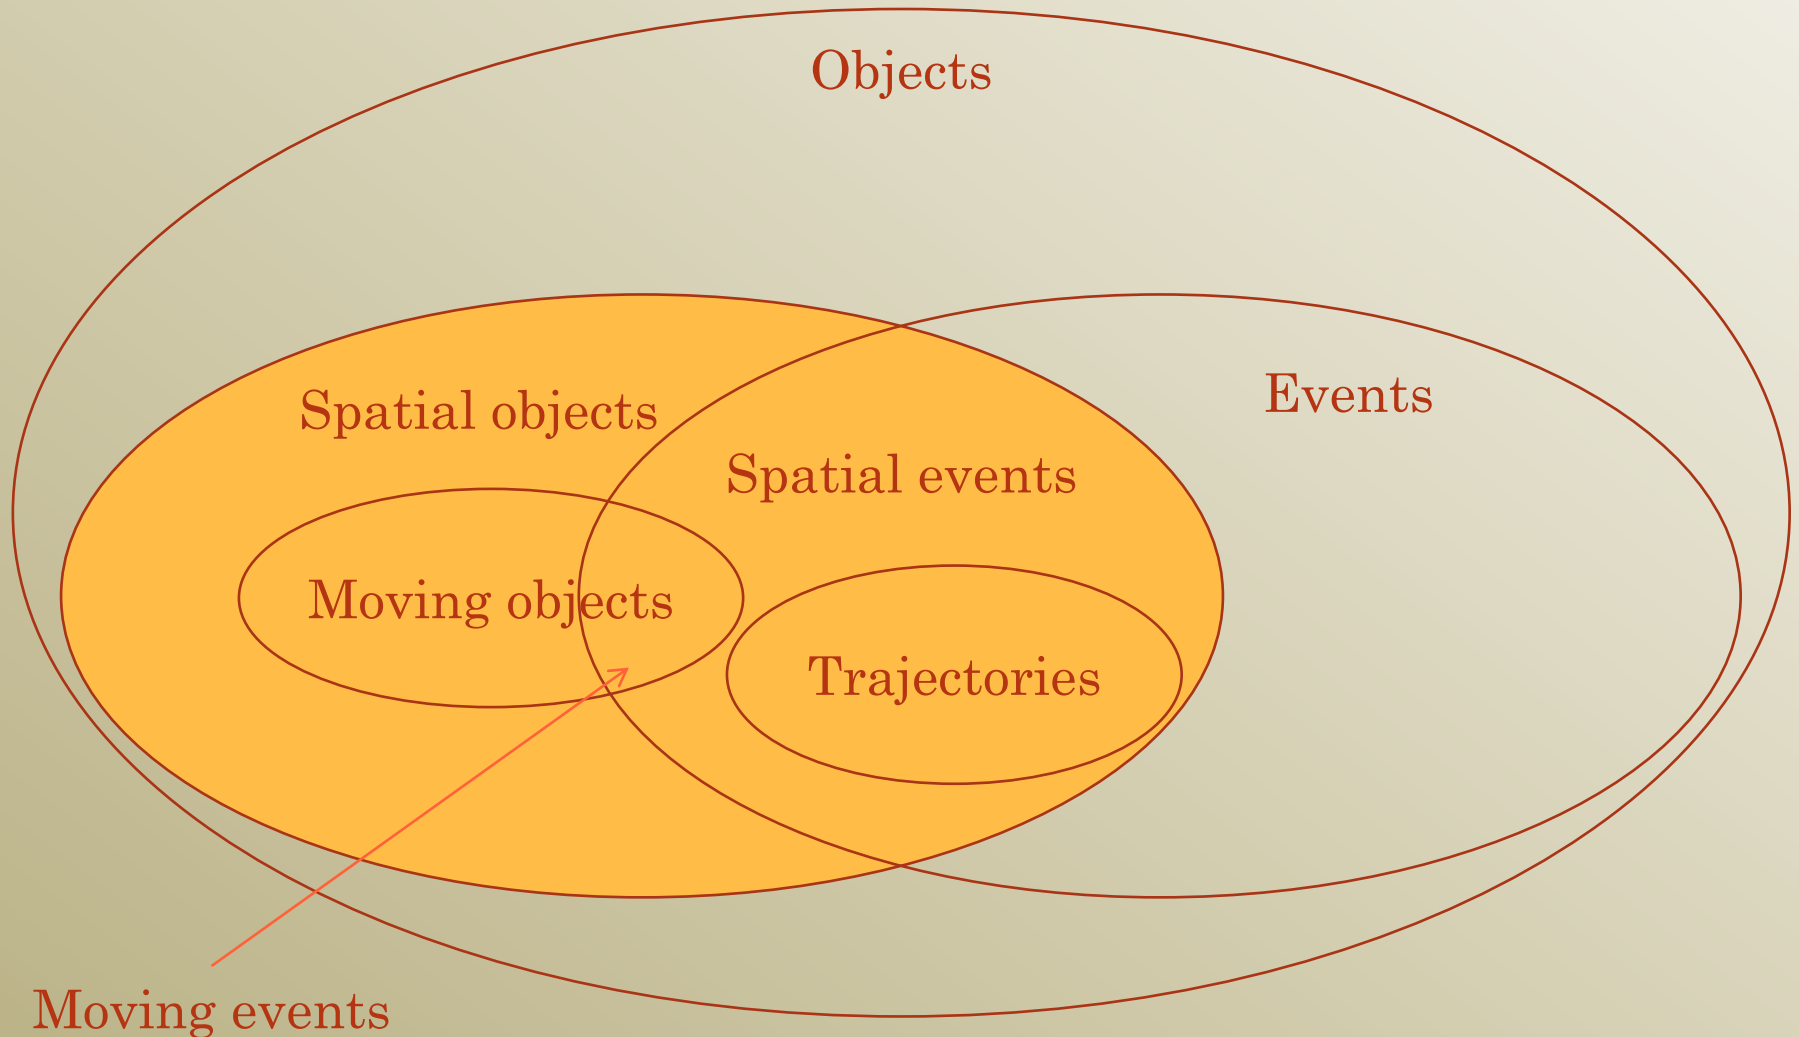 Objects
Events
Spatial objects
Spatial events
Moving objects
Trajectories
Moving events